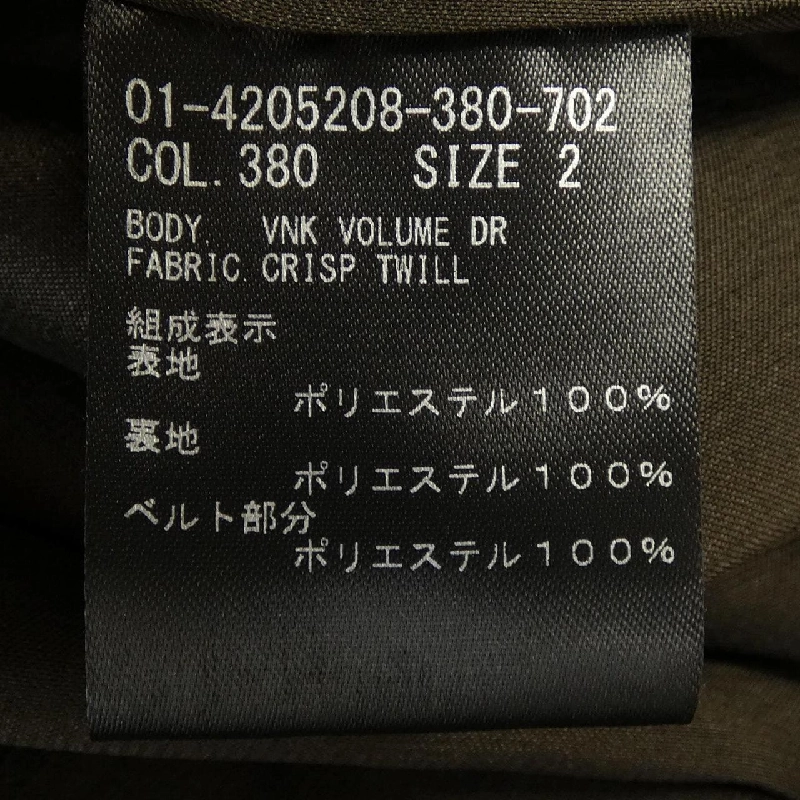 01-4205208-380-702
COL. 380 SIZE 2
BODY. VNK VOLUME DR
FABRIC. CRISP TWILL
組成表示
表地
ポリエステル１００％
裏地
ポリエステル１００％
ベルト部分
ポリエステル１００％